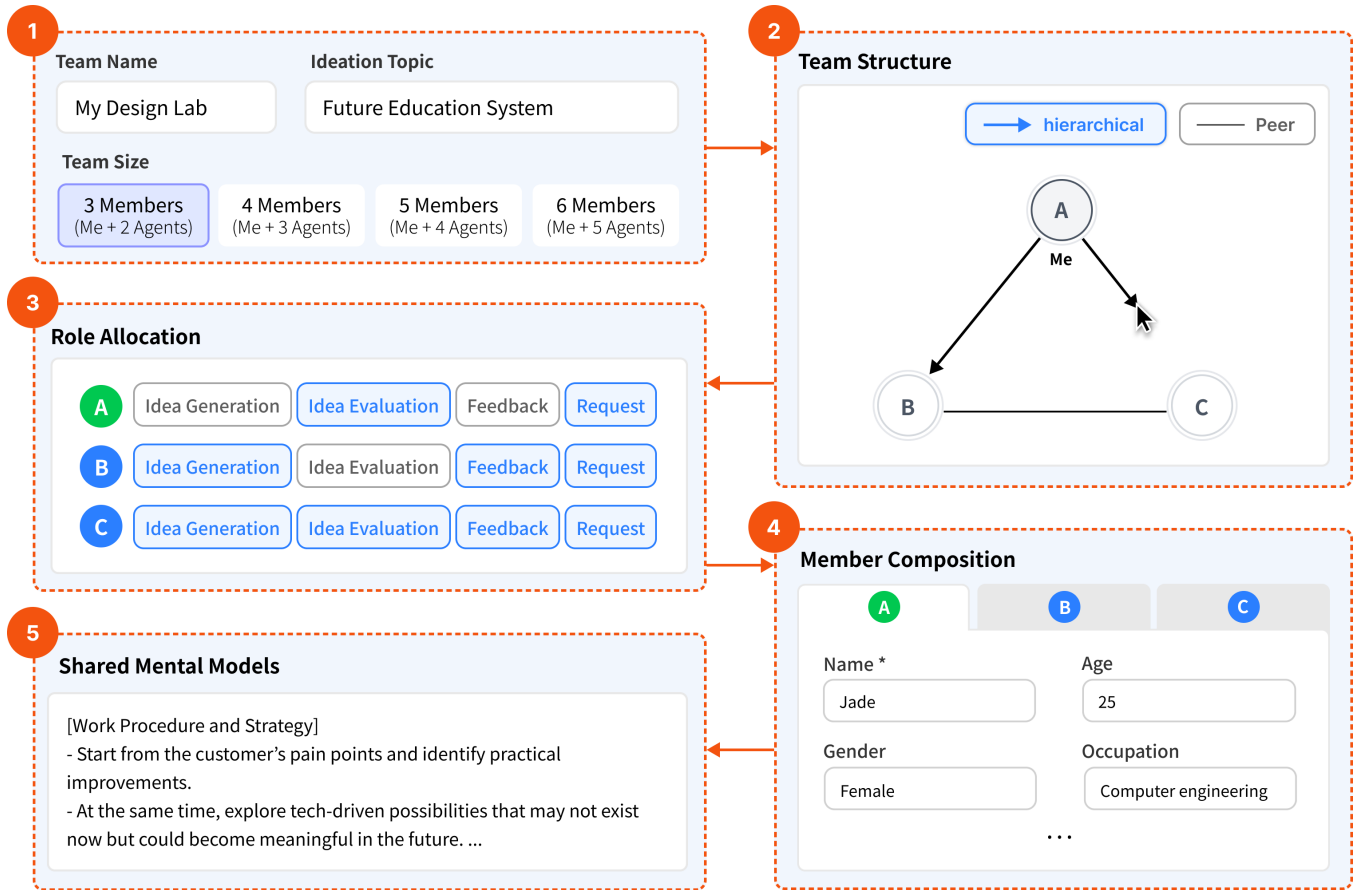 1
Team Name
Ideation Topic
My Design Lab
Future Education System
Team Size
3 Members
(Me + 2 Agents)
4 Members
(Me + 3 Agents)
5 Members
(Me + 4 Agents)
6 Members
(Me + 5 Agents)
2
Team Structure
hierarchical
Peer
A
Me
B
C
3
Role Allocation
A Idea Generation Idea Evaluation Feedback Request
B Idea Generation Idea Evaluation Feedback Request
C Idea Generation Idea Evaluation Feedback Request
4
Member Composition
A B C
Name *
Age
Jade
25
Gender
Occupation
Female
Computer engineering
...
5
Shared Mental Models
[Work Procedure and Strategy]
- Start from the customer’s pain points and identify practical
improvements.
- At the same time, explore tech-driven possibilities that may not exist
now but could become meaningful in the future. ...